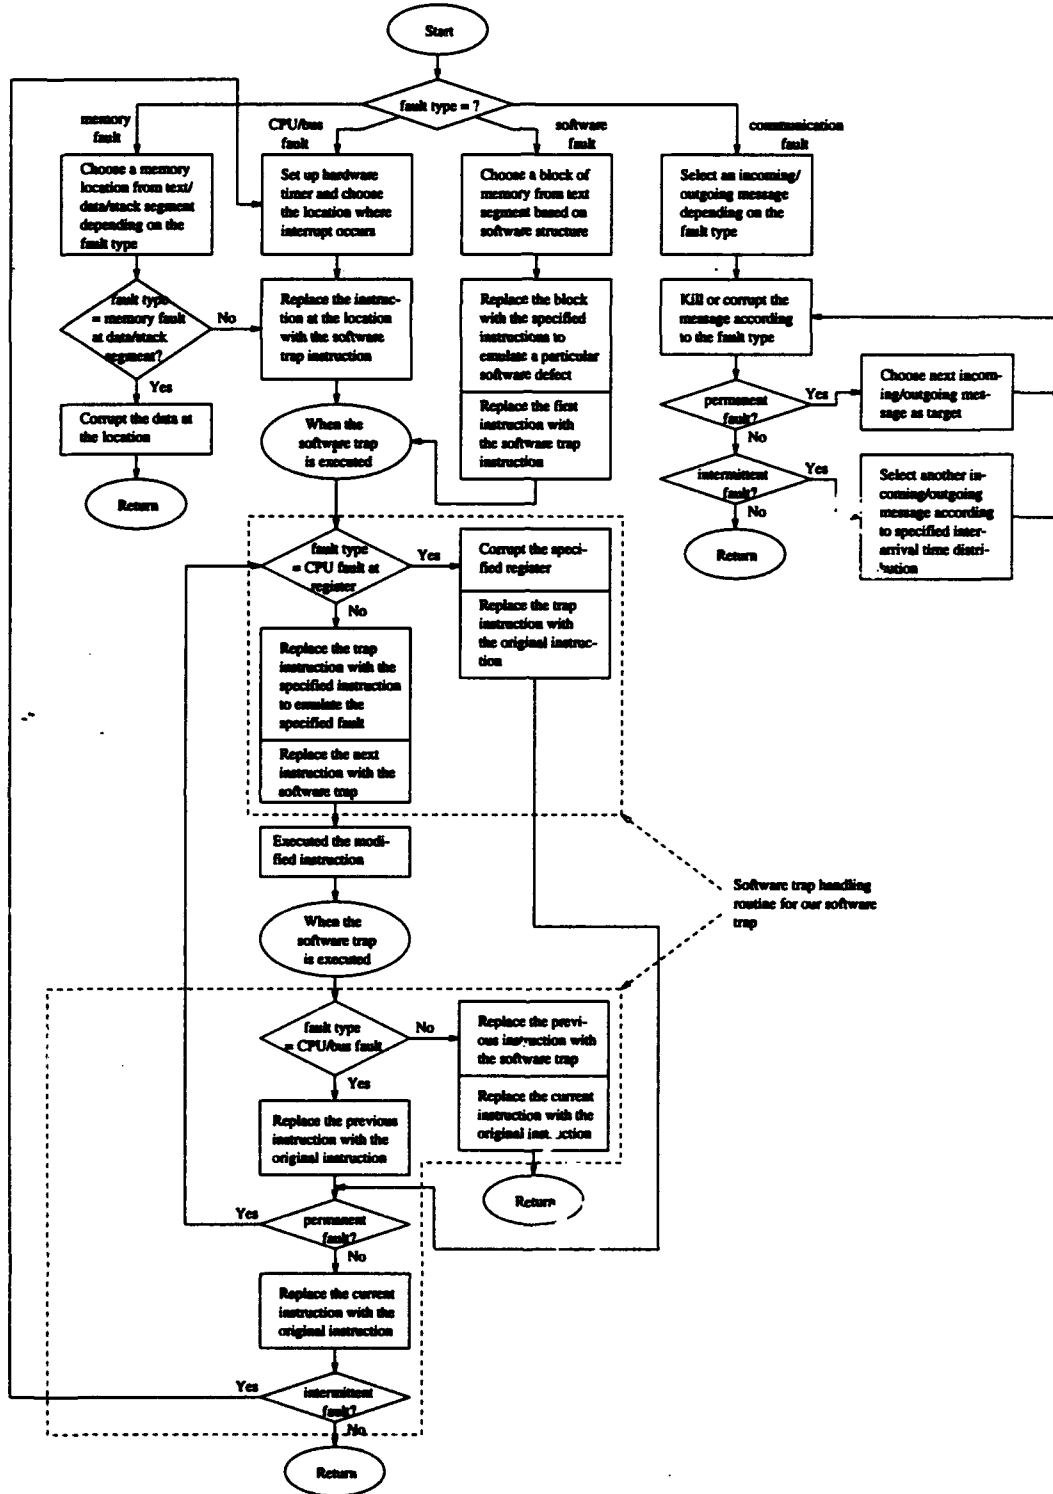 Start
fault type = ?
memory
fault
CPU/bus
fault
software
fault
communication
fault
Choose a memory
location from text/
data/stack segment
depending on the
fault type
Set up hardware
timer and choose
the location where
interrupt occurs
Choose a block of
memory from text
segment based on
software structure
Select an incoming/
outgoing message
depending on the
fault type
fault type
= memory fault
at data/stack
segment?
No
Yes
Replace the instruc-
tion at the location
with the software
trap instruction
Replace the block
with the specified
instructions to
emulate a particular
software defect
Replace the first
instruction with
the software trap
instruction
Kill or corrupt the
message according
to the fault type
Corrupt the data at
the location
Return
When the
software trap
is executed
permanent
fault?
Yes
No
Choose next incom-
ing/outgoing mes-
sage as target
intermittent
fault?
Yes
No
Select another in-
coming/outgoing
message according
to specified inter-
arrival time distri-
bution
Return
fault type
= CPU fault at
register
Yes
No
Corrupt the speci-
fied register
Replace the trap
instruction with
the original instruc-
tion
Replace the trap
instruction with the
specified instruction
to emulate the
specified fault
Replace the next
instruction with the
software trap
Executed the modi-
fied instruction
Software trap handling
routine for our software
trap
When the
software trap
is executed
fault type
= CPU/bus fault
No
Yes
Replace the previ-
ous instruction with
the software trap
Replace the current
instruction with the
original instruction
Return
Replace the previous
instruction with the
original instruction
permanent
fault?
Yes
No
Replace the current
instruction with the
original instruction
intermittent
fault?
Yes
No
Return